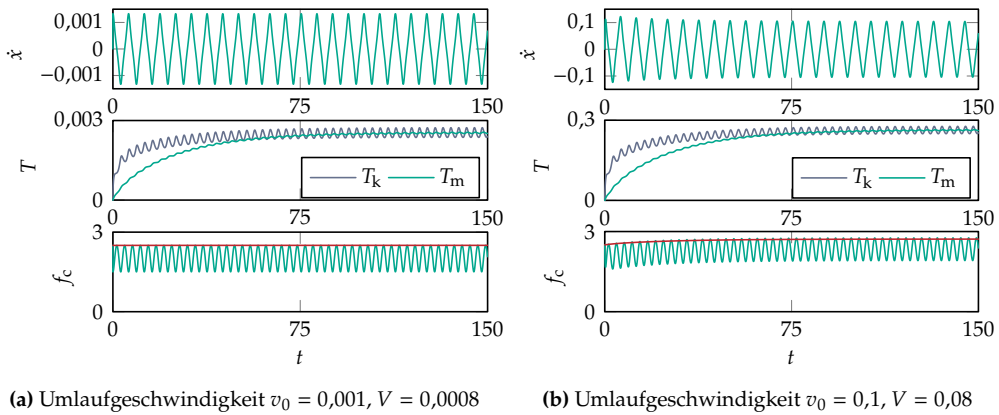 0,001
0
−0,001
ẋ
0 75 150
0,003
0
T
T_k T_m
0 75 150
3
0
f_c
0 75 150
t
(a) Umlaufgeschwindigkeit v_0 = 0,001, V = 0,0008
0,1
0
−0,1
ẋ
0 75 150
0,3
0
T
T_k T_m
0 75 150
3
0
f_c
0 75 150
t
(b) Umlaufgeschwindigkeit v_0 = 0,1, V = 0,08